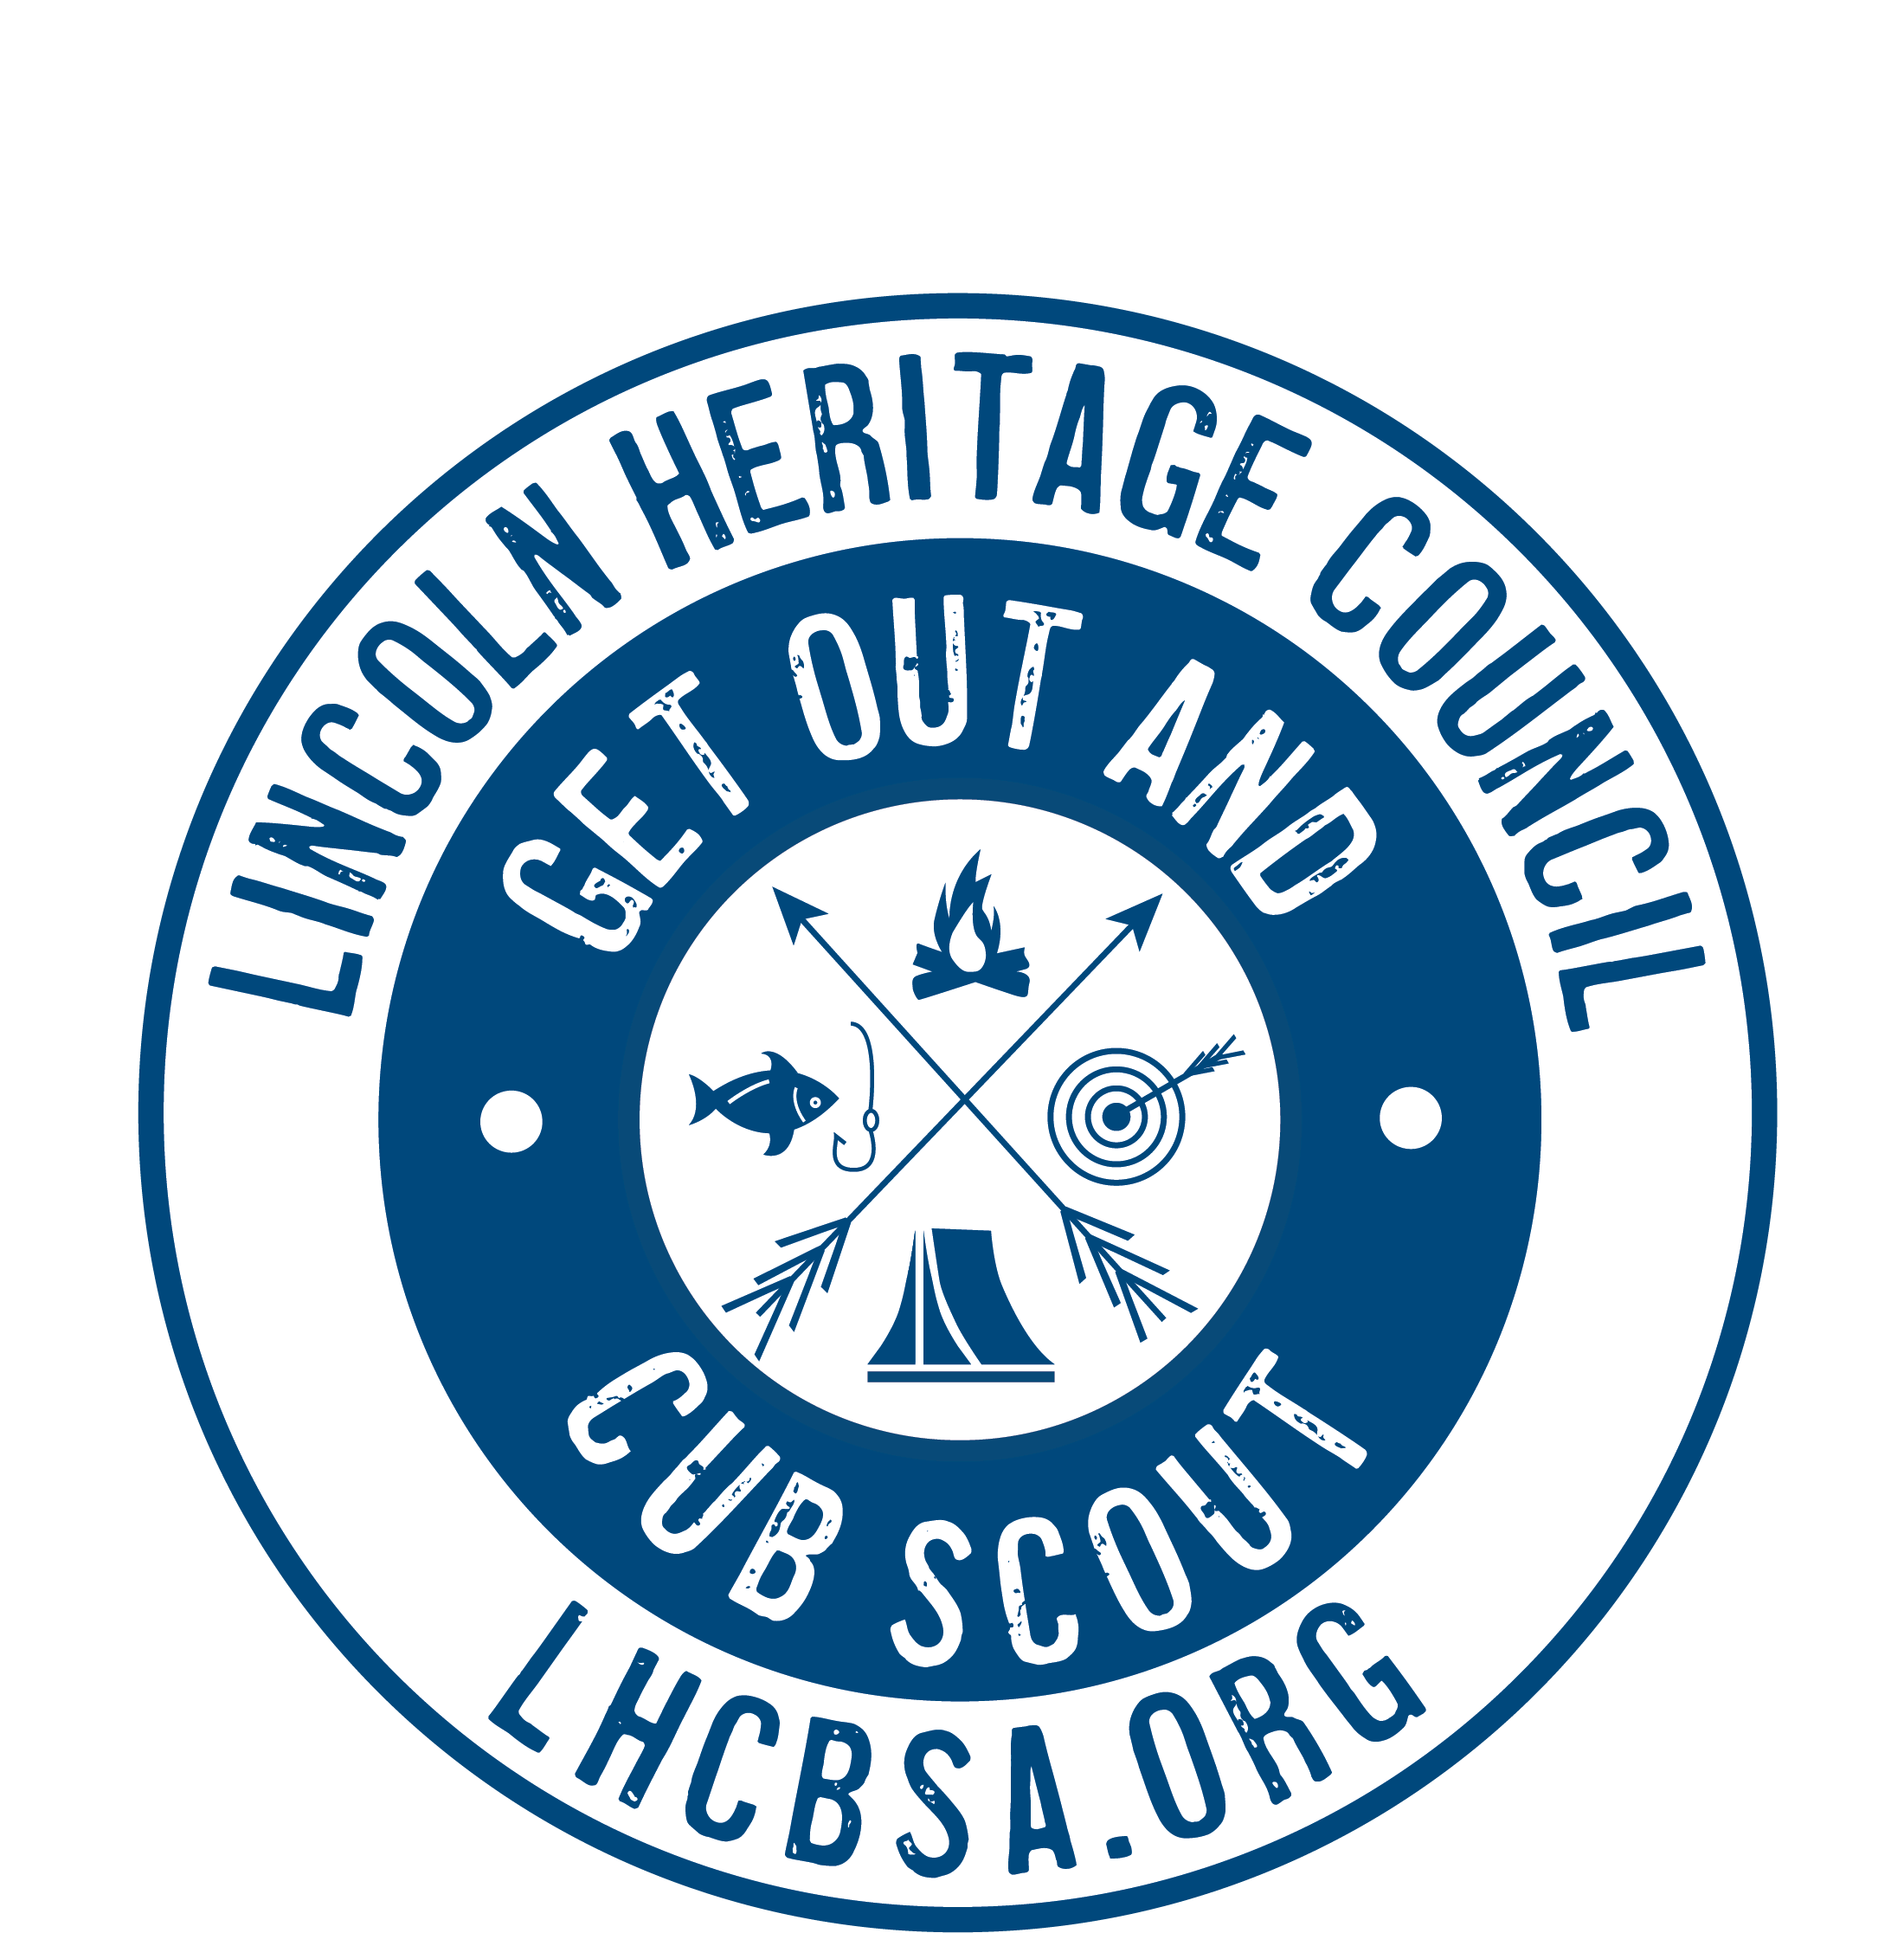 LINCOLN HERITAGE COUNCIL
GET OUT AND
CUB SCOUT
LHCBSA.ORG